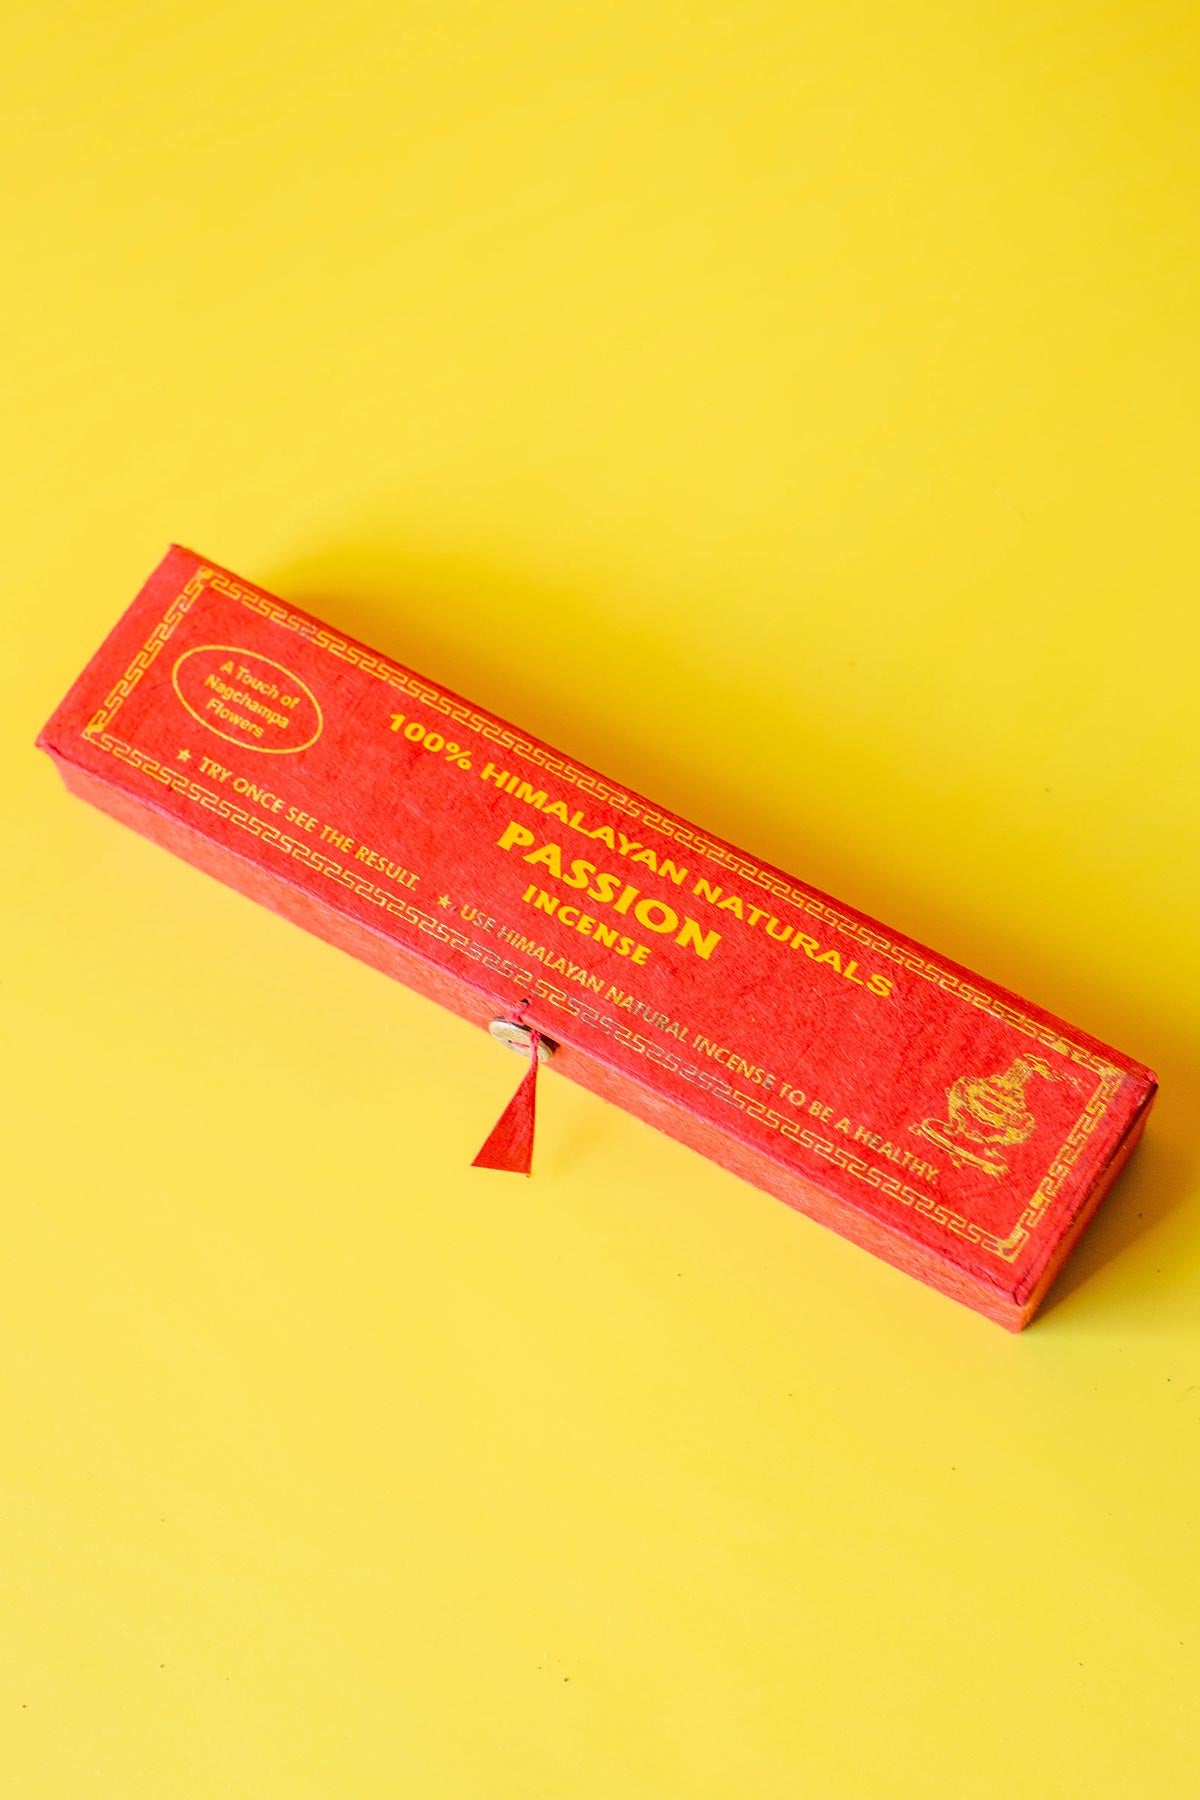 A Touch of
Nagchampa
Flowers
100% HIMALAYAN NATURALS
PASSION
INCENSE
★ TRY ONCE SEE THE RESULT.
★ USE HIMALAYAN NATURAL INCENSE TO BE A HEALTHY.